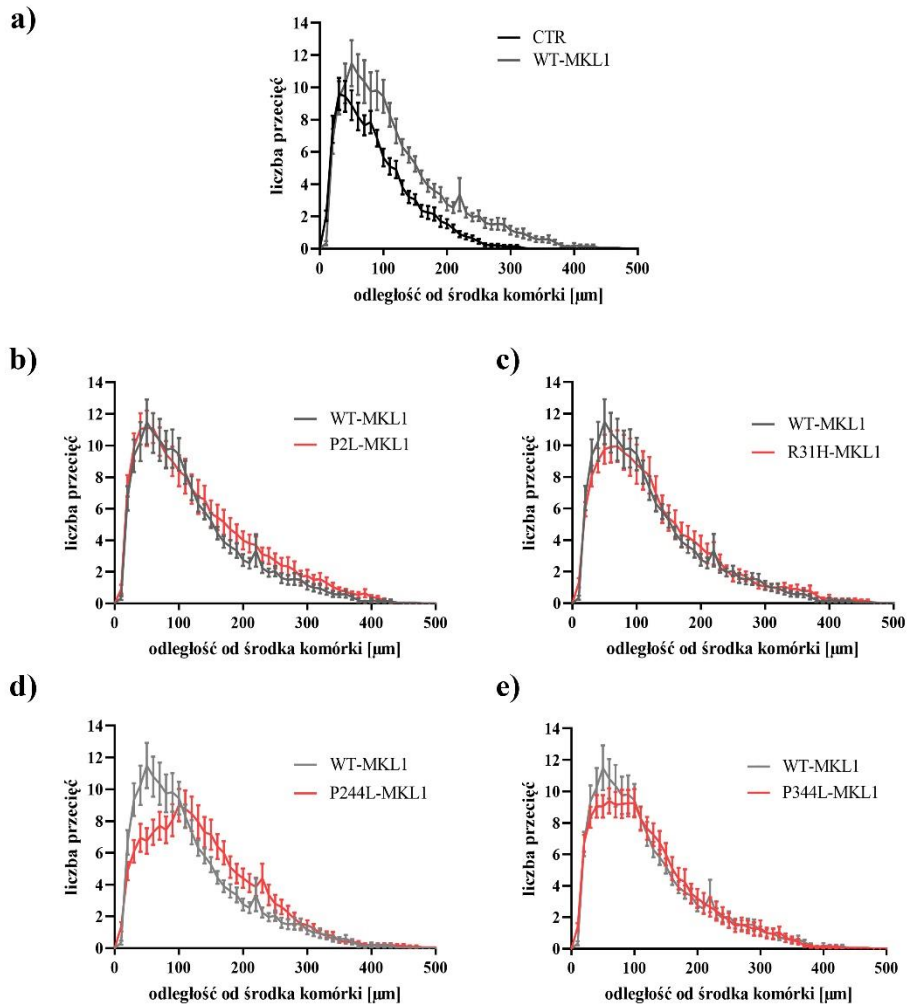 a)
CTR
WT-MKL1
liczba przecięć
14
12
10
8
6
4
2
0
0 100 200 300 400 500
odległość od środka komórki [µm]
b)
WT-MKL1
P2L-MKL1
liczba przecięć
14
12
10
8
6
4
2
0
0 100 200 300 400 500
odległość od środka komórki [µm]
c)
WT-MKL1
R31H-MKL1
liczba przecięć
14
12
10
8
6
4
2
0
0 100 200 300 400 500
odległość od środka komórki [µm]
d)
WT-MKL1
P244L-MKL1
liczba przecięć
14
12
10
8
6
4
2
0
0 100 200 300 400 500
odległość od środka komórki [µm]
e)
WT-MKL1
P344L-MKL1
liczba przecięć
14
12
10
8
6
4
2
0
0 100 200 300 400 500
odległość od środka komórki [µm]